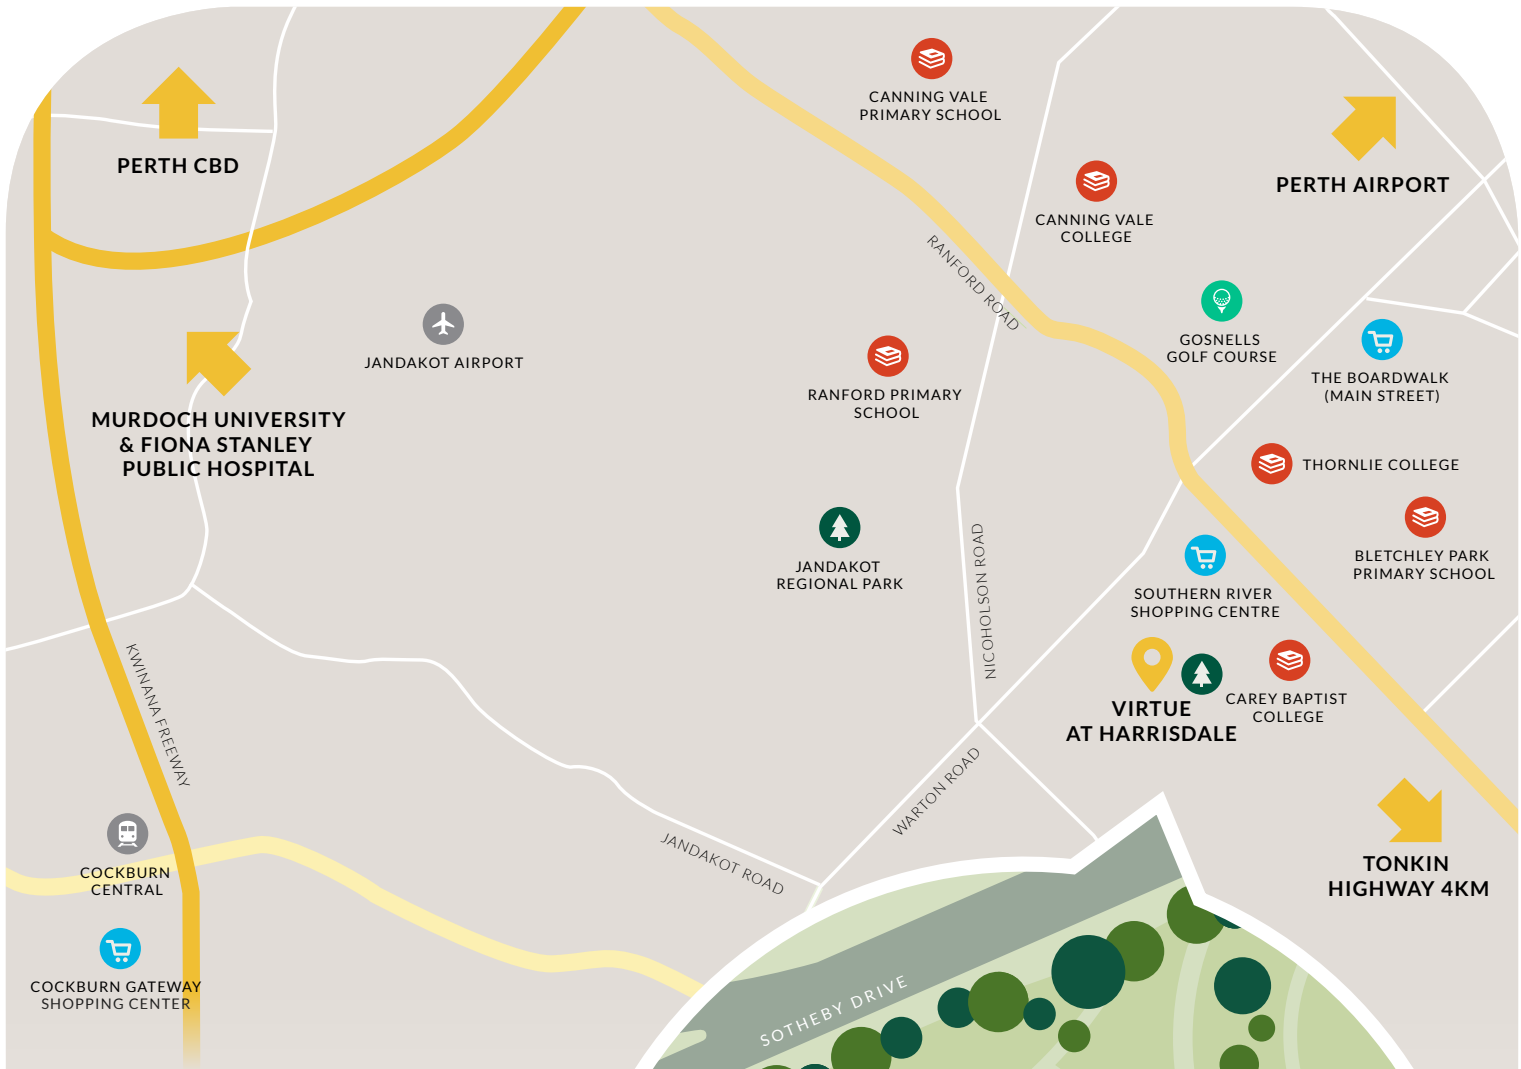 CANNING VALE
PRIMARY SCHOOL
PERTH CBD
PERTH AIRPORT
CANNING VALE
COLLEGE
RANFORD ROAD
GOSNELLS
GOLF COURSE
JANDAKOT AIRPORT
THE BOARDWALK
(MAIN STREET)
RANFORD PRIMARY
SCHOOL
MURDOCH UNIVERSITY
& FIONA STANLEY
PUBLIC HOSPITAL
THORNLIE COLLEGE
BLETCHLEY PARK
PRIMARY SCHOOL
JANDAKOT
REGIONAL PARK
NICOHOLSON ROAD
SOUTHERN RIVER
SHOPPING CENTRE
KWINANA FREEWAY
VIRTUE
AT HARRISDALE
CAREY BAPTIST
COLLEGE
WARTON ROAD
JANDAKOT ROAD
TONKIN
HIGHWAY 4KM
COCKBURN
CENTRAL
COCKBURN GATEWAY
SHOPPING CENTER
SOTHEBY DRIVE